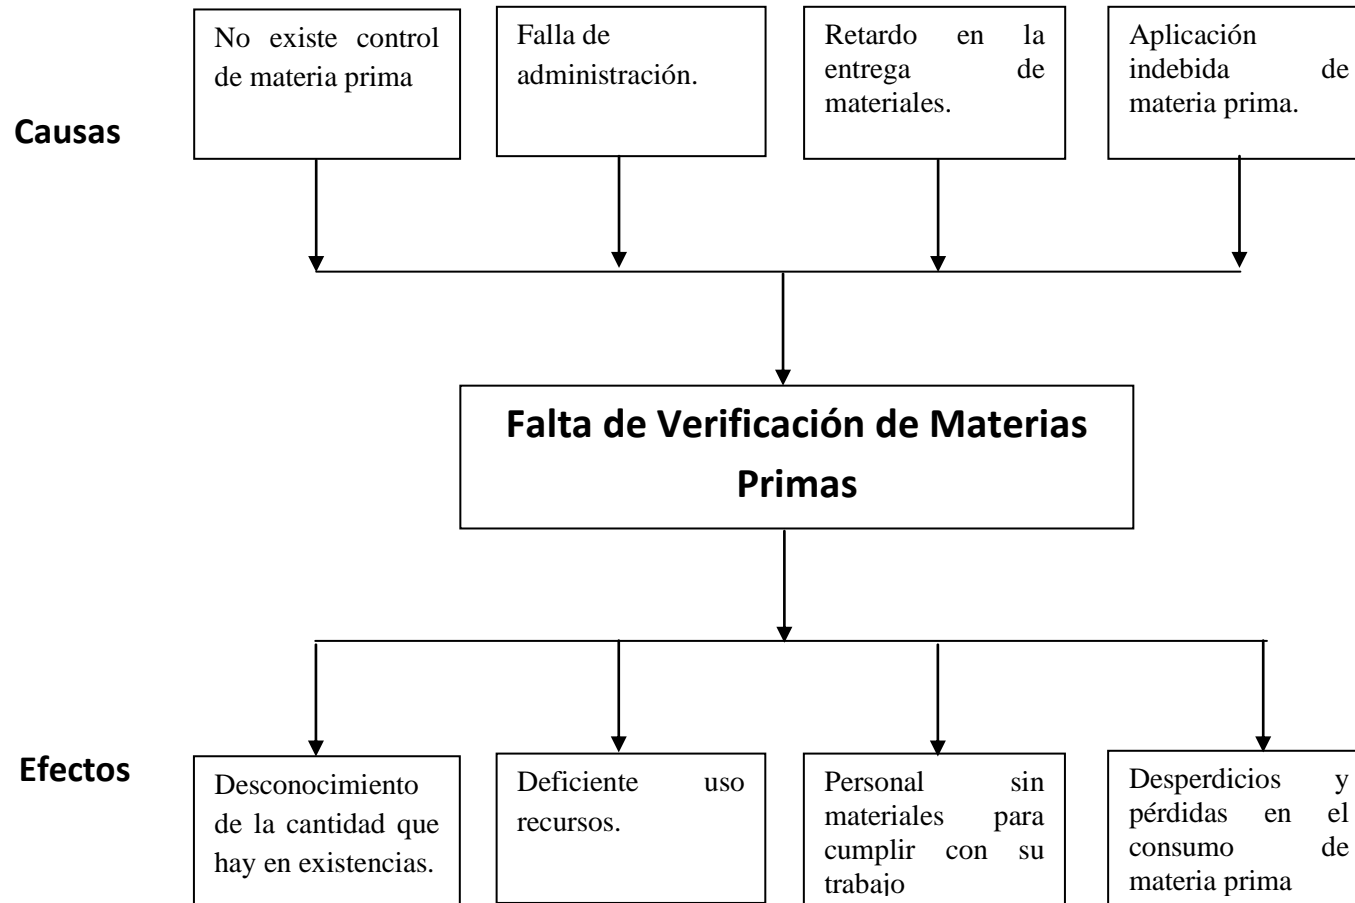 No existe control
de materia prima
Falla de
administración.
Retardo en la
entrega de
materiales.
Aplicación
indebida de
materia prima.
Causas
Falta de Verificación de Materias
Primas
Efectos
Desconocimiento
de la cantidad que
hay en existencias.
Deficiente uso
recursos.
Personal sin
materiales para
cumplir con su
trabajo
Desperdicios y
pérdidas en el
consumo de
materia prima